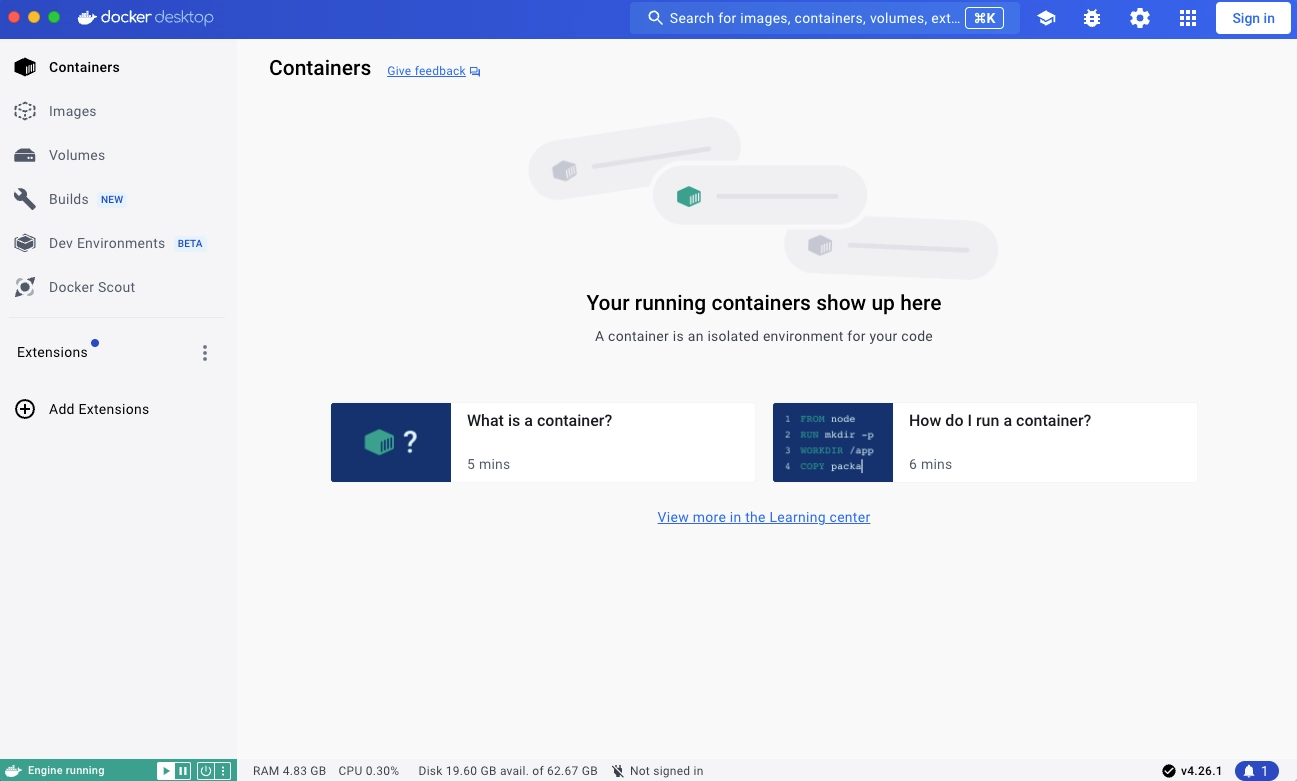 docker desktop
Search for images, containers, volumes, ext... ⌘K
Sign in
Containers
Images
Volumes
Builds NEW
Dev Environments BETA
Docker Scout
Extensions
Add Extensions
Containers Give feedback
Your running containers show up here
A container is an isolated environment for your code
?
What is a container?
5 mins
1 FROM node
2 RUN mkdir -p
3 WORKDIR /app
4 COPY packa
How do I run a container?
6 mins
View more in the Learning center
Engine running
RAM 4.83 GB CPU 0.30% Disk 19.60 GB avail. of 62.67 GB Not signed in
v4.26.1 1